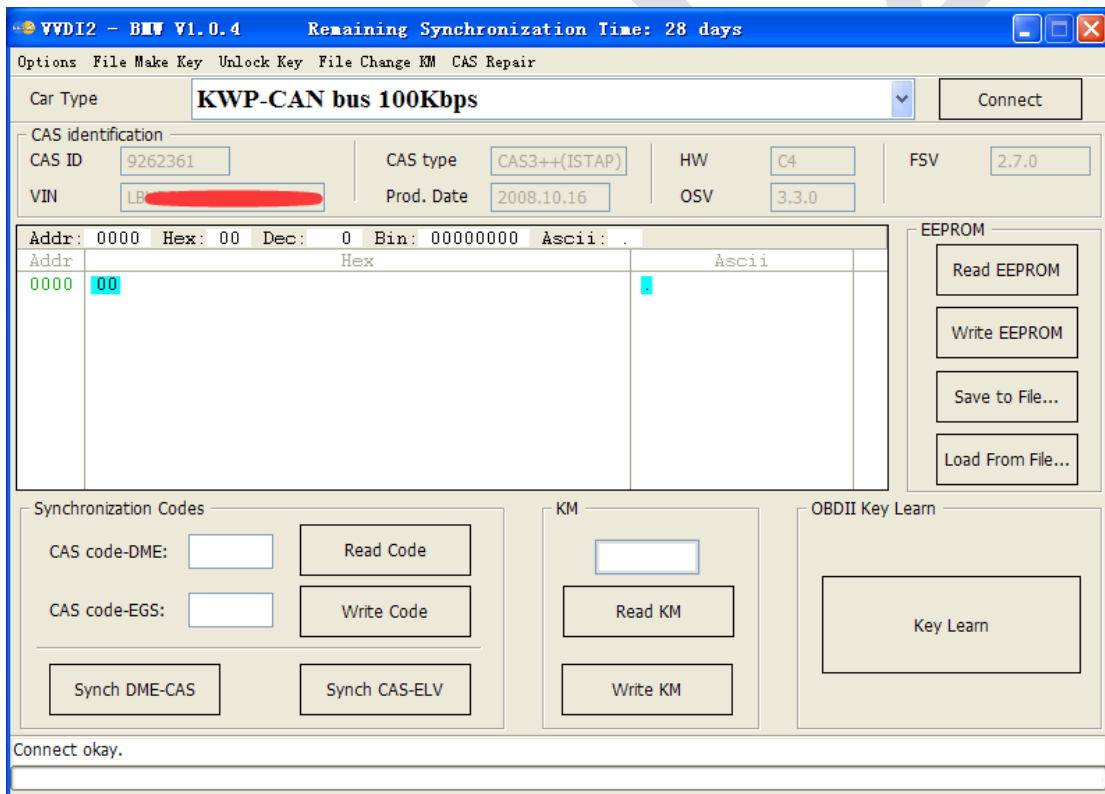 VVDI2 - BMW V1.0.4 Remaining Synchronization Time: 28 days
Options File Make Key Unlock Key File Change KM CAS Repair
Car Type KWP-CAN bus 100Kbps Connect
CAS identification
CAS ID 9262361 CAS type CAS3++(ISTAP) HW C4 FSV 2.7.0
VIN LB Prod. Date 2008.10.16 OSV 3.3.0
Addr: 0000 Hex: 00 Dec: 0 Bin: 00000000 Ascii: .
Addr Hex Ascii
0000 00 .
EEPROM
Read EEPROM
Write EEPROM
Save to File...
Load From File...
Synchronization Codes
CAS code-DME: Read Code
CAS code-EGS: Write Code
Synch DME-CAS Synch CAS-ELV
KM
Read KM
Write KM
OBDII Key Learn
Key Learn
Connect okay.